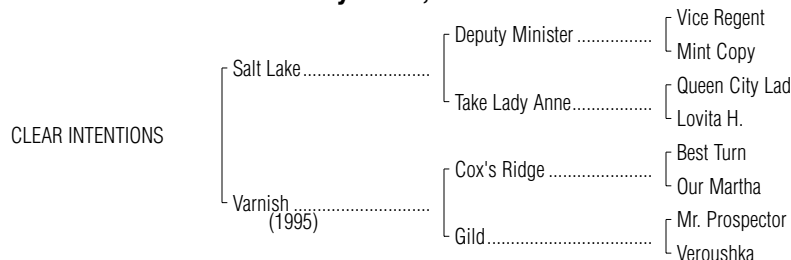 Vice Regent
Deputy Minister ..................
Mint Copy
Salt Lake............................
Queen City Lad
Take Lady Anne...................
Lovita H.
CLEAR INTENTIONS
Best Turn
Cox's Ridge ........................
Our Martha
Varnish ..............................
(1995)
Mr. Prospector
Gild......................................
Veroushka